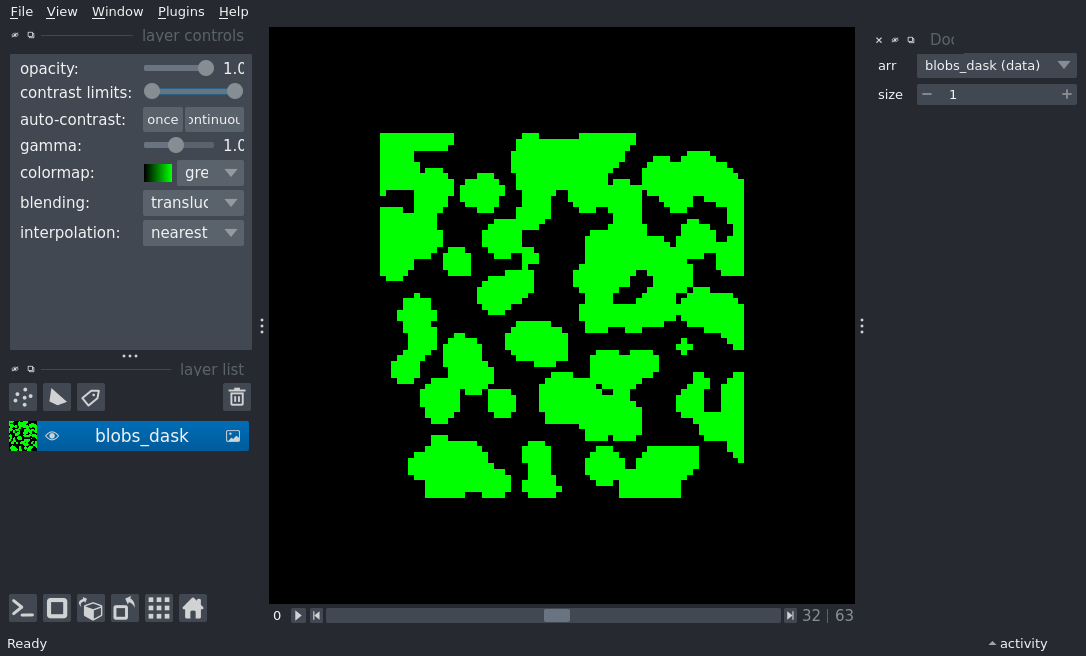 File View Window Plugins Help
layer controls
opacity: 1.0
contrast limits:
auto-contrast: once ontinuou
gamma: 1.0
colormap: gre
blending: transluc
interpolation: nearest
layer list
blobs_dask
0 32 | 63
Ready
Doc
arr blobs_dask (data)
size 1
activity